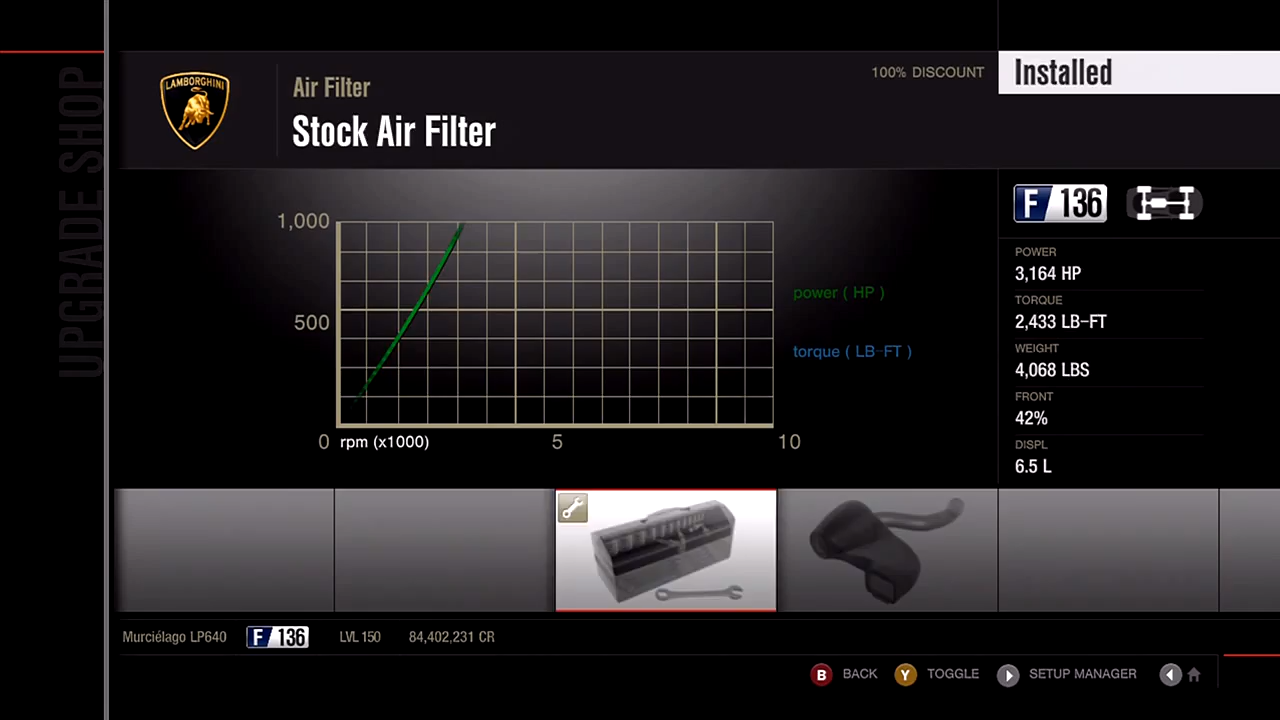 UPGRADE SHOP
LAMBORGHINI
Air Filter
Stock Air Filter
100% DISCOUNT
Installed
1,000
500
0 rpm (x1000) 5 10
power ( HP )
torque ( LB-FT )
F 136
POWER
3,164 HP
TORQUE
2,433 LB-FT
WEIGHT
4,068 LBS
FRONT
42%
DISPL
6.5 L
Murciélago LP640 F 136 LVL 150 84,402,231 CR
B BACK Y TOGGLE SETUP MANAGER